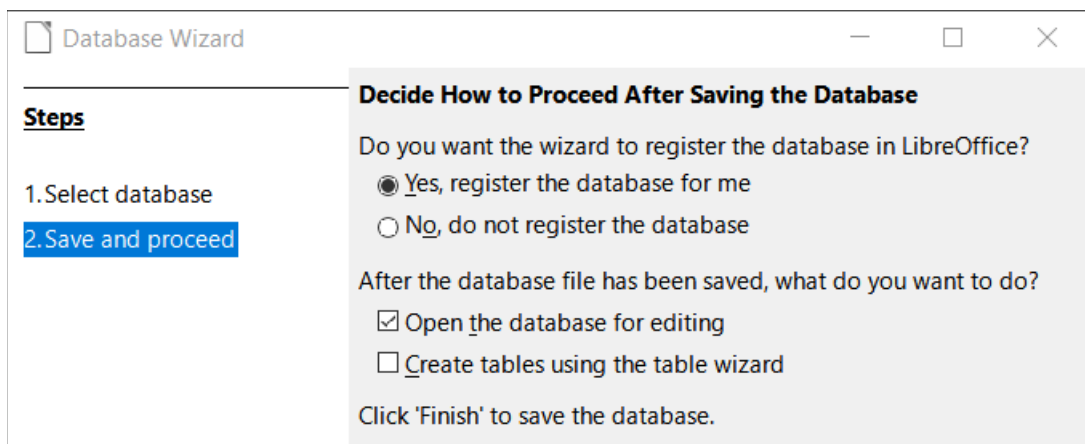 Database Wizard
Steps
1. Select database
2. Save and proceed
Decide How to Proceed After Saving the Database
Do you want the wizard to register the database in LibreOffice?
Yes, register the database for me
No, do not register the database
After the database file has been saved, what do you want to do?
Open the database for editing
Create tables using the table wizard
Click 'Finish' to save the database.